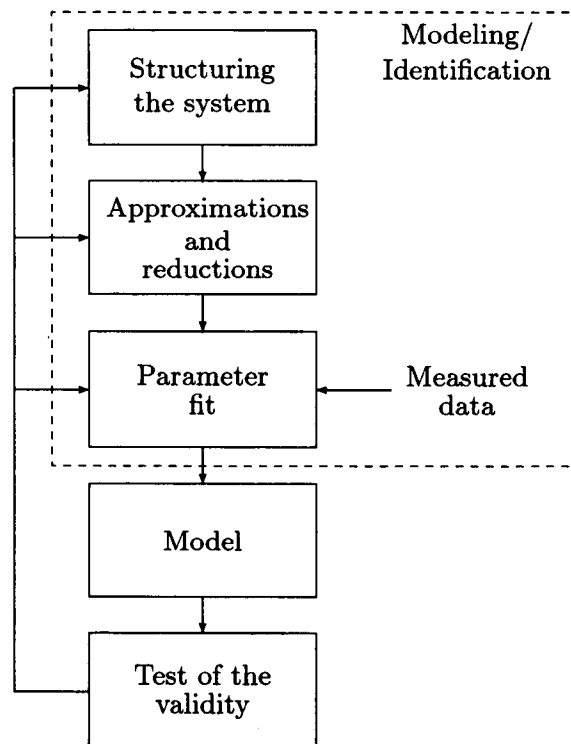 Modeling/
Identification
Structuring
the system
Approximations
and
reductions
Parameter
fit
Measured
data
Model
Test of the
validity